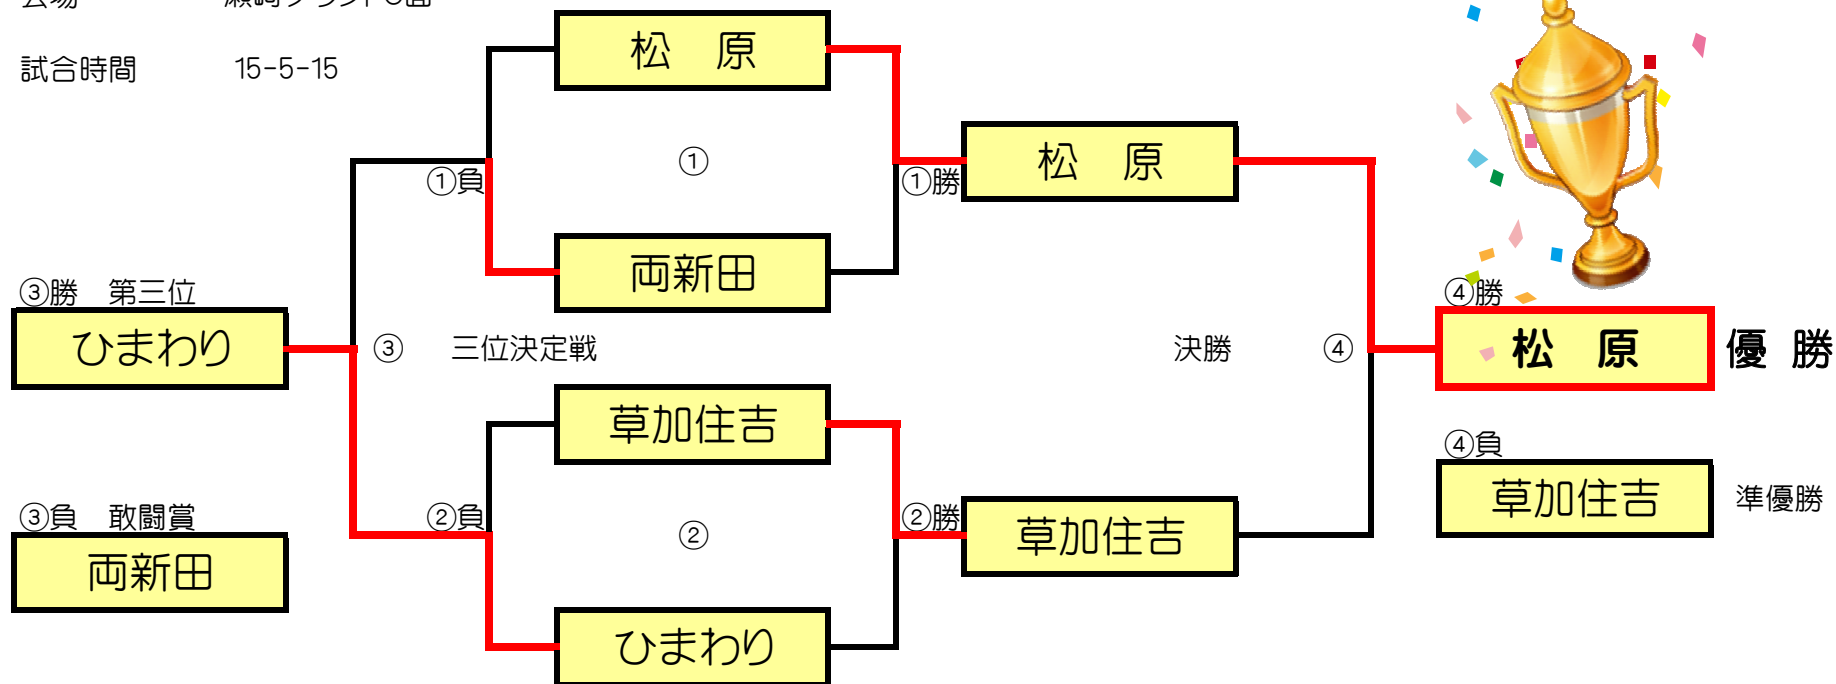 試合時間 15-5-15
松 原
①
①負
①勝
松 原
両新田
③勝 第三位
ひまわり
③ 三位決定戦
決勝 ④
④勝
松 原 優 勝
草加住吉
④負
草加住吉 準優勝
③負 敢闘賞
両新田
②負
②
②勝
草加住吉
ひまわり